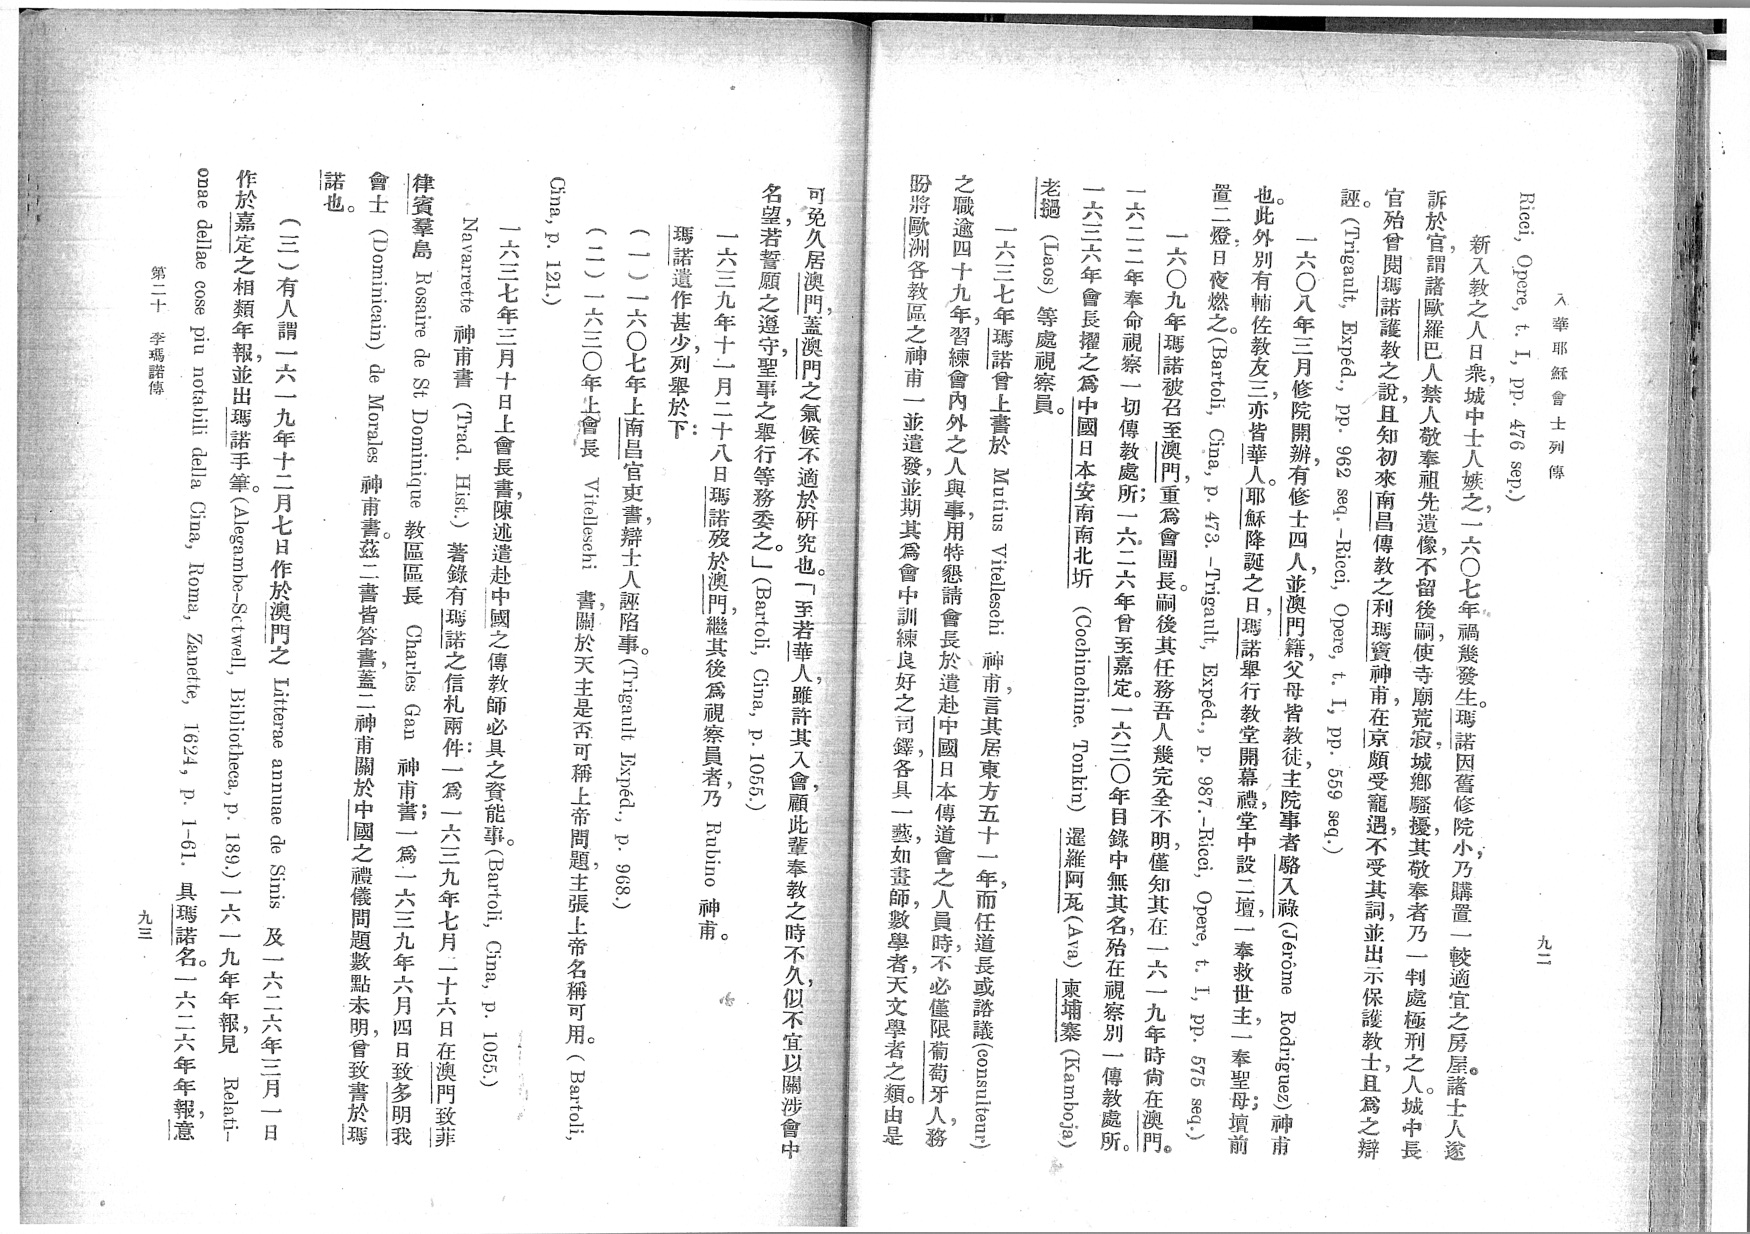 入華耶穌會士列傳
九二
Ricci, Opere, t. I, pp. 476 sep.)
新入教之人日衆，城中士人嫉之，一六〇七年禍幾發生。瑪諾因舊修院小，乃購置一較適宜之房屋。諸士人遂
訴於官，謂諸歐羅巴人禁人敬奉祖先遺像，不留後嗣，使寺廟荒寂，城鄉騷擾，其敬奉者乃一判處極刑之人。城中長
官殆曾閱瑪諾護教之說，且知初來南昌傳教之利瑪竇神甫，在京頗受寵遇，不受其詞，並出示保護教士，且爲之辯
誣。(Trigault, Expéd., pp. 962 seq.–Ricci, Opere, t. I, pp. 559 seq.)
一六〇八年三月修院開辦，有修士四人，並澳門籍父母皆教徒，主院事者駱入祿(Jérôme Rodriguez)神甫
也。此外別有輔佐教友三，亦皆華人。耶穌降誕之日，瑪諾舉行教堂開幕禮，堂中設二壇，一奉救世主，一奉聖母；壇前
置二燈，日夜燃之。(Bartoli, Cina, p. 473.–Trigault, Expéd., p. 987.–Ricci, Opere, t. I, pp. 575 seq.)
一六〇九年瑪諾被召至澳門，重爲會團長。嗣後其任務吾人幾完全不明，僅知其在一六一九年時尙在澳門。
一六二二年奉命視察一切傳教處所；一六二六年曾至嘉定。一六三〇年目錄中無其名，殆在視察別一傳教處所。
一六三六年會長擢之爲中國日本安南南北圻 (Cochinchine, Tonkin) 暹羅阿瓦(Ava) 柬埔寨(Kamboja)
老撾 (Laos) 等處視察員。
一六三七年瑪諾曾上書於 Mutius Vitelleschi 神甫，言其居東方五十一年，而任道長或諮議(consulteur)
之職逾四十九年，習練會內外之人與事，用特懇請會長於遣赴中國日本傳道會之人員時，不必僅限葡萄牙人，務
盼將歐洲各教區之神甫一並遣發，並期其爲會中訓練良好之司鐸，各具一藝，如畫師，數學者，天文學者之類。由是
可免久居澳門，蓋澳門之氣候不適於研究也。「至若華人，雖許其入會，顧此輩奉教之時不久，似不宜以關涉會中
名望，若誓願之遵守聖事之舉行等務委之。」(Bartoli, Cina, p. 1055.)
一六三九年十一月二十八日瑪諾歿於澳門，繼其後爲視察員者，乃 Rubino 神甫。
瑪諾遺作甚少，列舉於下：
(一)一六〇七年上南昌官吏書，辯士人誣陷事。(Trigault Expéd., p. 968.)
(二)一六三〇年上會長 Vitelleschi 書，關於天主是否可稱上帝問題，主張上帝名稱可用。(Bartoli,
Cina, p. 121.)
一六三七年三月十日上會長書，陳述遣赴中國之傳教師必具之資能事。(Bartoli, Cina, p. 1055.)
Navarrette 神甫書 (Trad. Hist.) 著錄有瑪諾之信札兩件：一爲一六三九年七月二十六日在澳門致菲
律賓羣島 Rosaire de St Dominique 教區區長 Charles Gan 神甫書；一爲一六三九年六月四日致多明我
會士 (Dominicain) de Morales 神甫書。茲二書皆答書，蓋二神甫關於中國之禮儀問題數點未明，曾致書於瑪
諾也。
(三)有人謂一六一九年十二月七日作於澳門之 Litterae annuae de Sinis 及一六二六年三月一日
作於嘉定之相類年報，並出瑪諾手筆。(Alegambe–Sctwell, Bibliotheca, p. 189.)一六一九年年報，見 Relati–
onae dellae cose piu notabili della Cina, Roma, Zanette, 1624, p. 1–61. 具瑪諾名。一六二六年年報，意
第二十 李瑪諾傳
九三